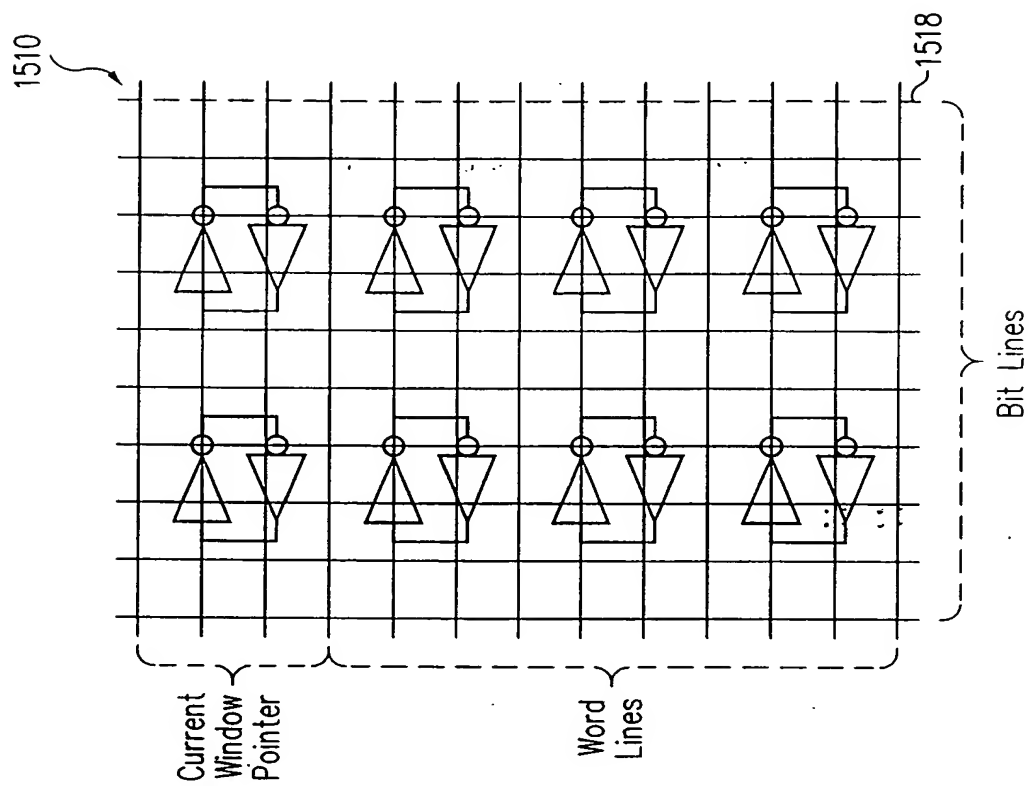 1510
Current
Window
Pointer
Word
Lines
1518
Bit Lines